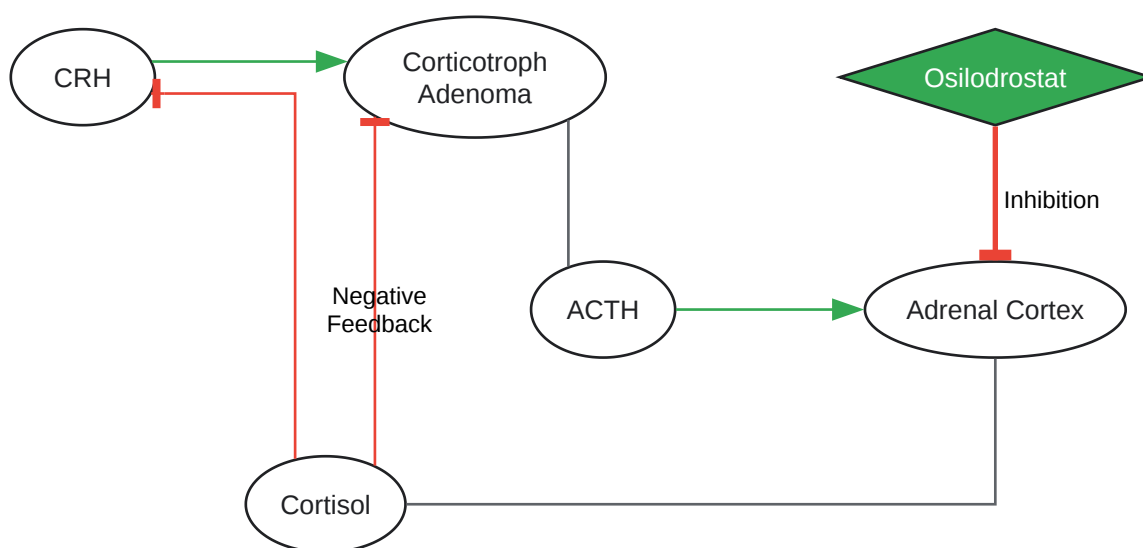 CRH
Corticotroph
Adenoma
Osilodrostat
Inhibition
Negative
Feedback
ACTH
Adrenal Cortex
Cortisol